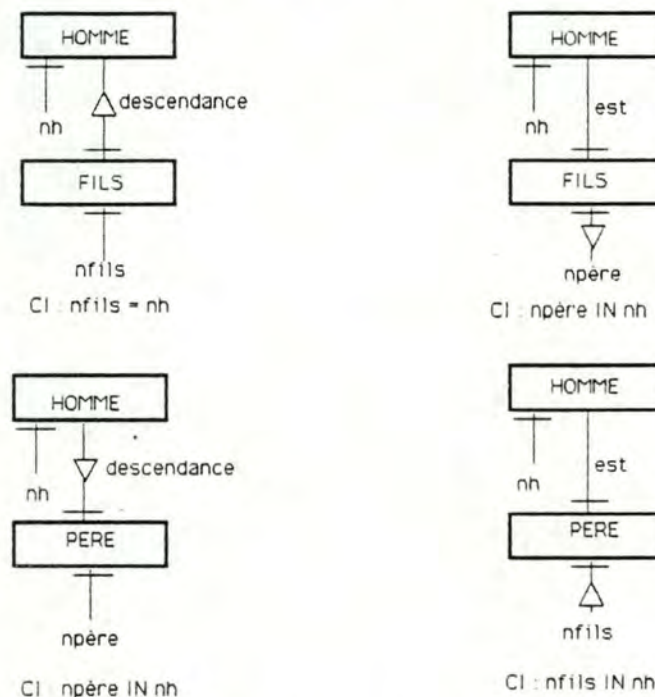 HOMME
descendance
nh
FILS
nfils
CI : nfils = nh
HOMME
est
nh
FILS
npère
CI : npère IN nh
HOMME
descendance
nh
PERE
npère
CI : npère IN nh
HOMME
est
nh
PERE
nfils
CI : nfils IN nh